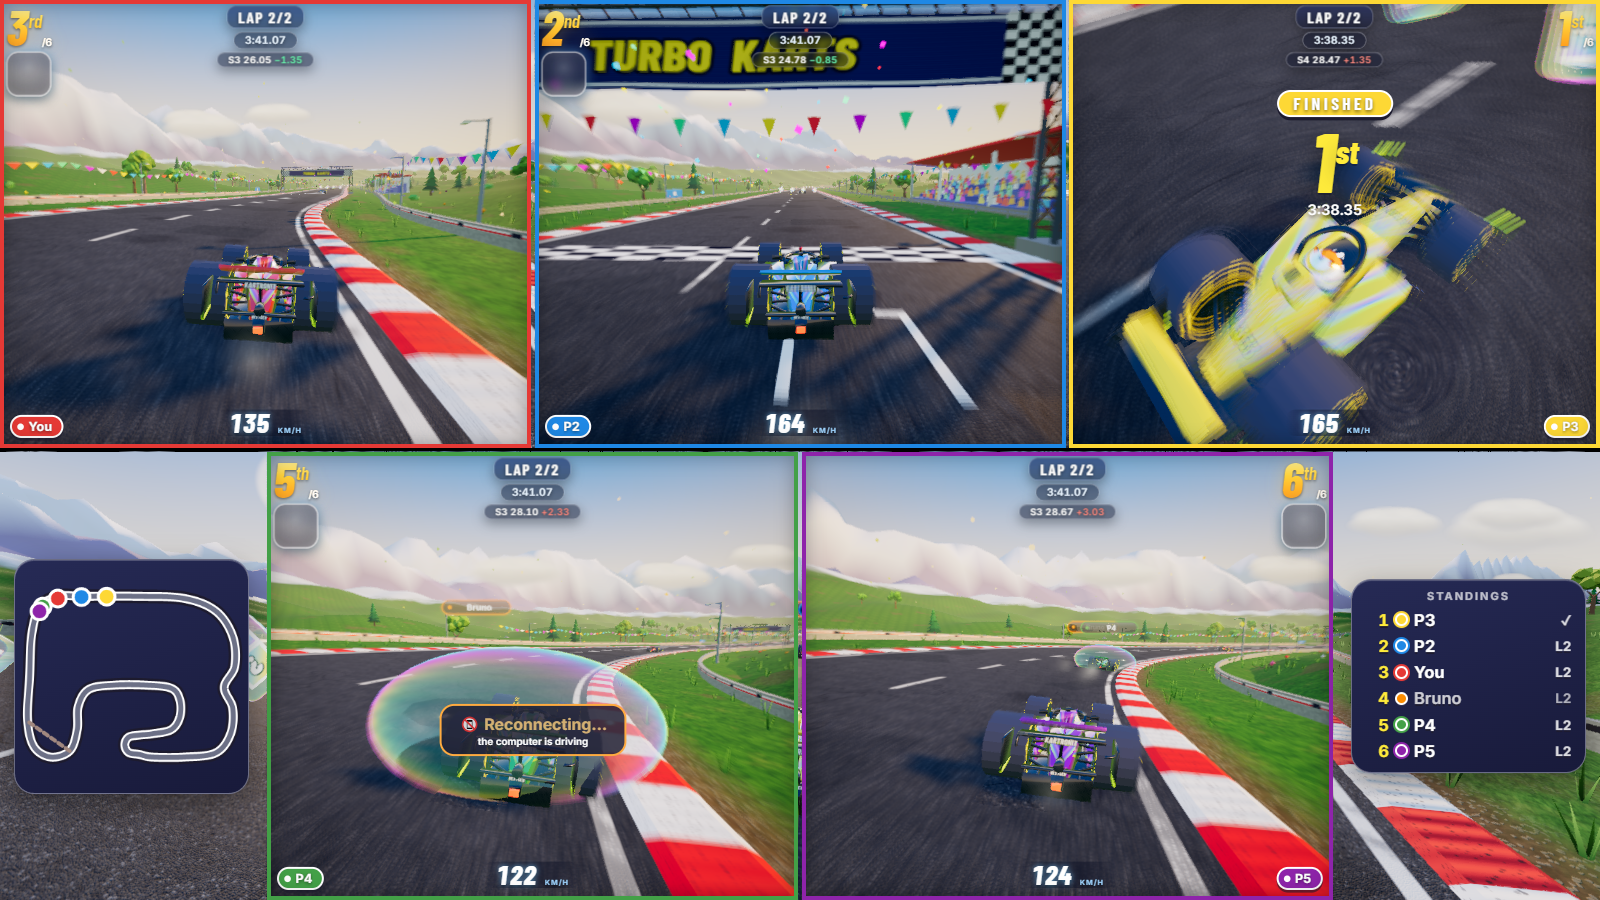 3rd /6
LAP 2/2
3:41.07
S3 26.05 -1.35
You
135 KM/H
2nd /6
TURBO KARTS
LAP 2/2
3:41.07
S3 24.78 -0.85
P2
164 KM/H
LAP 2/2
3:38.35
S4 28.47 +1.35
1st /6
FINISHED
1st
3:38.35
165 KM/H
P3
5th /6
LAP 2/2
3:41.07
S3 28.10 +2.33
Bruno
Reconnecting...
the computer is driving
P4
122 KM/H
LAP 2/2
3:41.07
S3 28.67 +3.03
6th /6
P4
124 KM/H
P5
STANDINGS
1 P3 ✓
2 P2 L2
3 You L2
4 Bruno L2
5 P4 L2
6 P5 L2